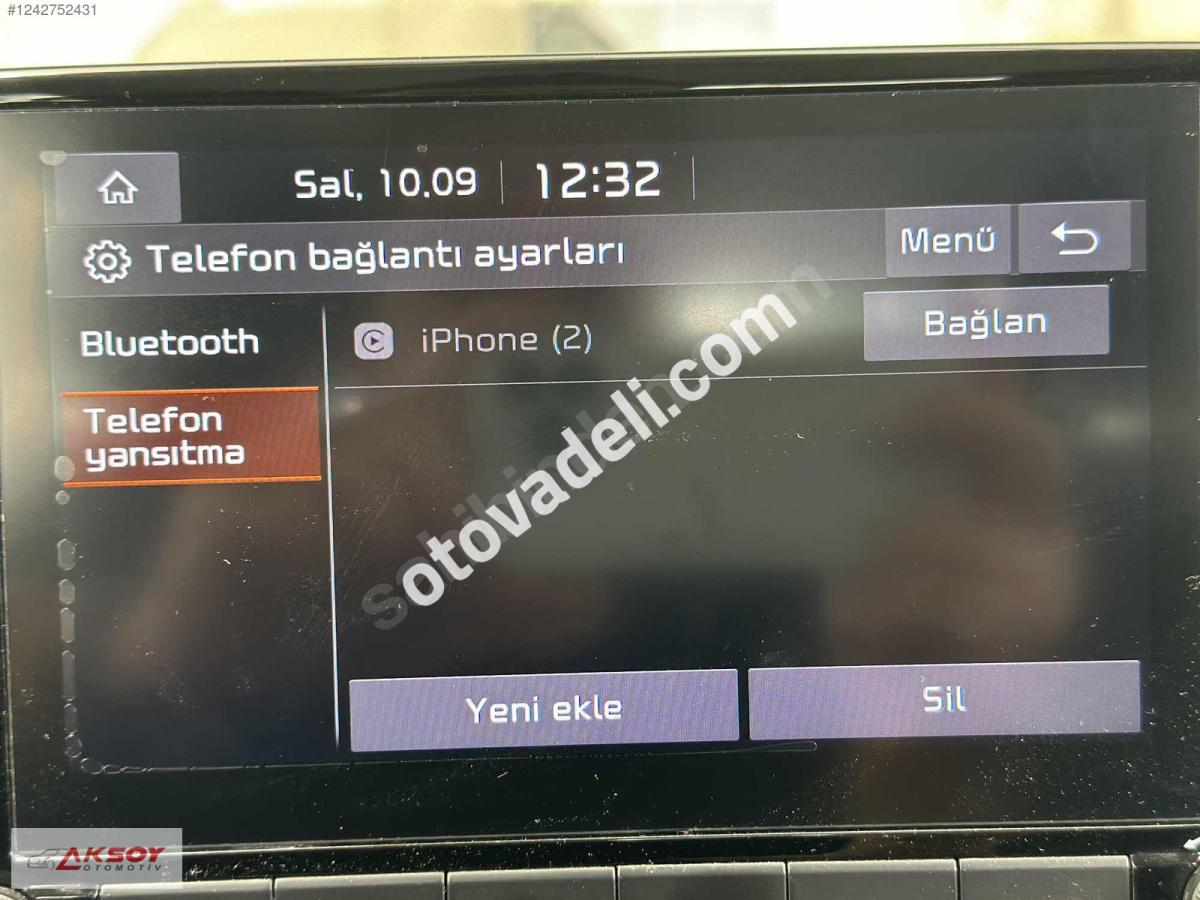 #1242752431
Sal, 10.09 12:32
Telefon bağlantı ayarları
Menü
Bluetooth
iPhone (2)
Bağlan
Telefon
yansıtma
sotovadeli.comn
Yeni ekle
Sil
AKSOY
OTOMOTİV